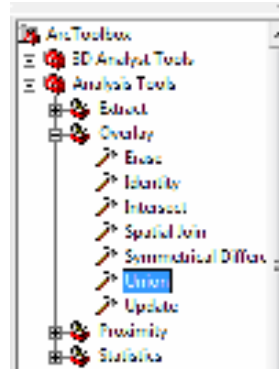 ArcToolbox
3D Analyst Tools
Analysis Tools
Extract
Overlay
Erase
Identity
Intersect
Spatial Join
Symmetrical Differe
Union
Update
Proximity
Statistics